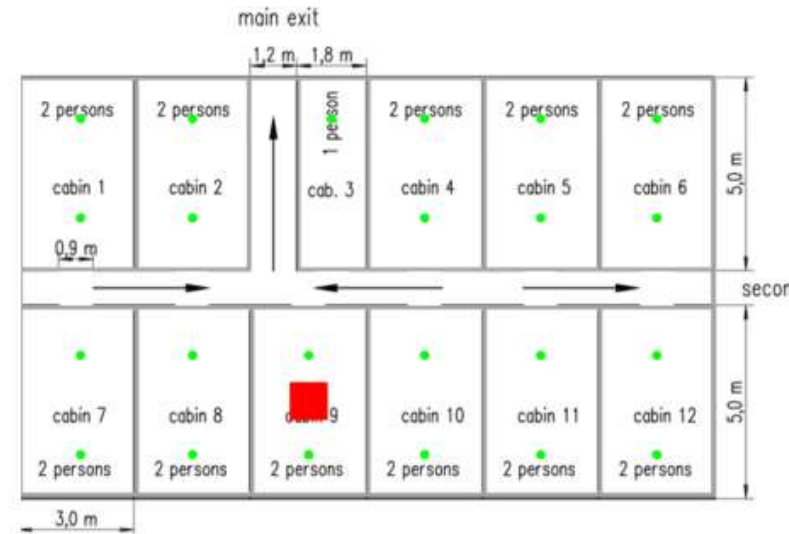 main exit
1,2 m
1,8 m
2 persons
2 persons
1 person
2 persons
2 persons
2 persons
5,0 m
cabin 1
cabin 2
cab. 3
cabin 4
cabin 5
cabin 6
0,9 m
secon
cabin 7
cabin 8
9
cabin 10
cabin 11
cabin 12
5,0 m
2 persons
2 persons
2 persons
2 persons
2 persons
2 persons
3,0 m